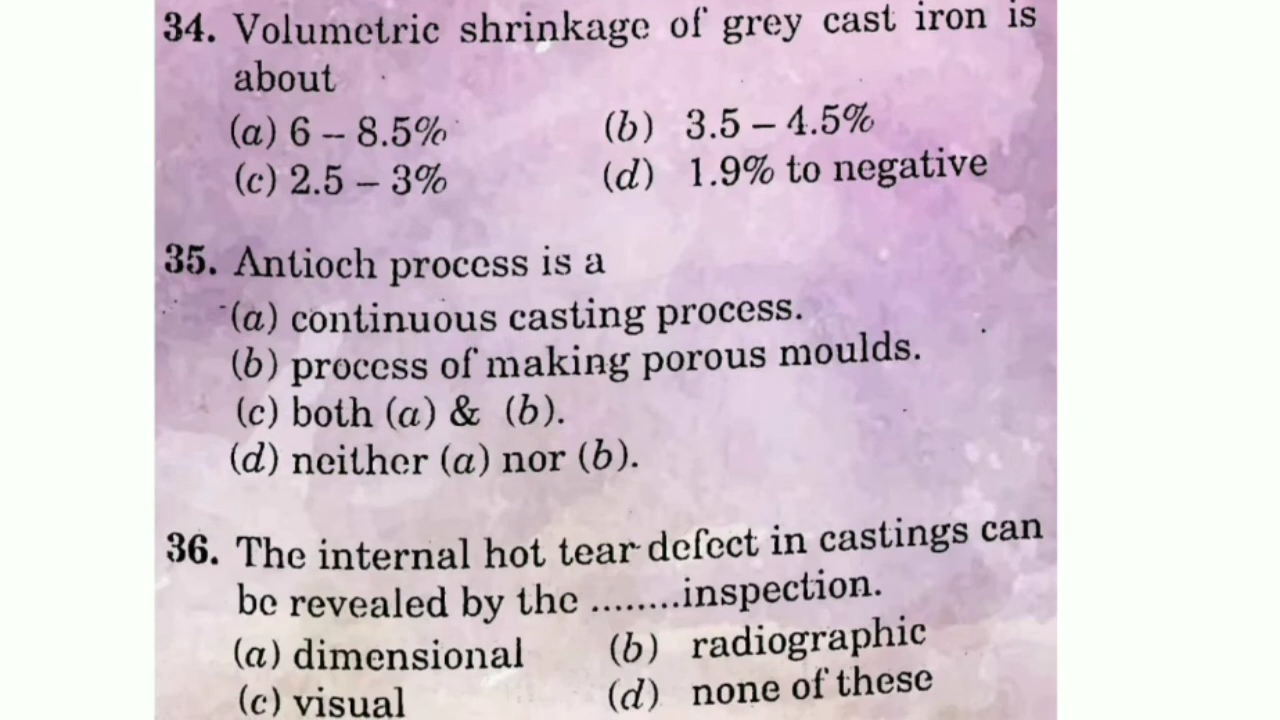 34. Volumetric shrinkage of grey cast iron is
about
(a) 6 – 8.5% (b) 3.5 – 4.5%
(c) 2.5 – 3% (d) 1.9% to negative
35. Antioch process is a
(a) continuous casting process.
(b) process of making porous moulds.
(c) both (a) & (b).
(d) neither (a) nor (b).
36. The internal hot tear defect in castings can
be revealed by the ........inspection.
(a) dimensional (b) radiographic
(c) visual (d) none of these